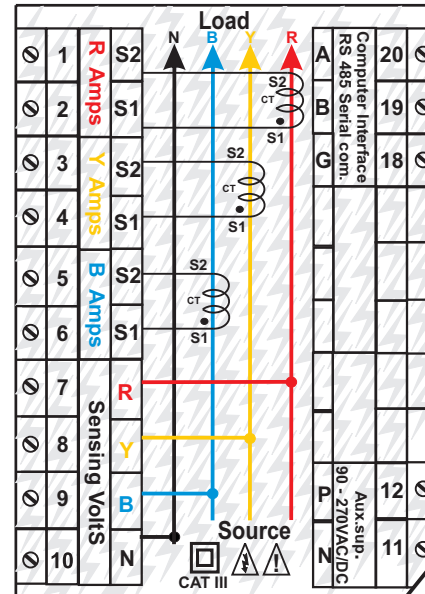 Load
N B Y R
1 S2
2 S1
R Amps
3 S2
4 S1
Y Amps
5 S2
6 S1
B Amps
7 R
8 Y
9 B
10 N
Sensing VoltS
S2
CT
S1
S2
CT
S1
S2
CT
S1
Source
CAT III
A 20
B 19
G 18
Computer Interface
RS 485 Serial com.
P 12
N 11
Aux.sup.
90 - 270VAC/DC